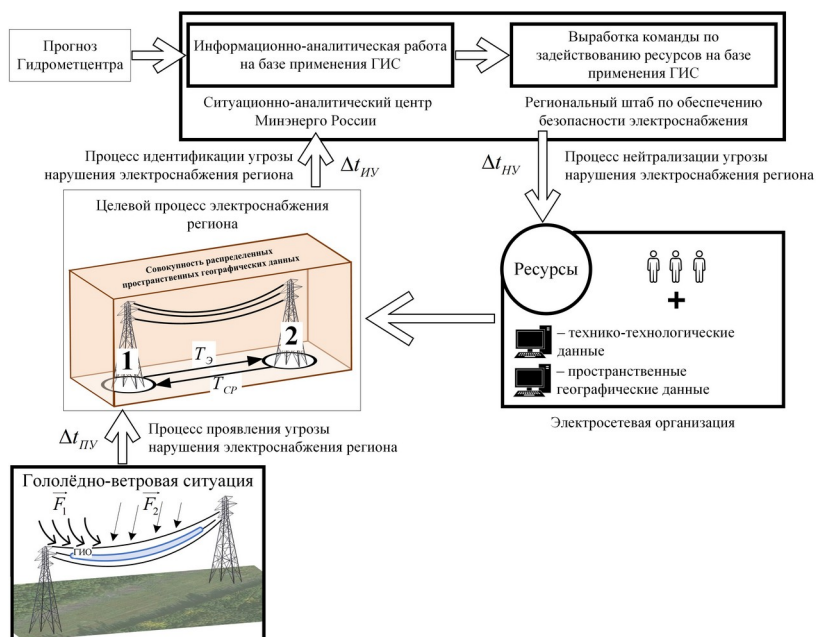 Прогноз
Гидрометцентра
Информационно-аналитическая работа
на базе применения ГИС
Выработка команды по
задействованию ресурсов на базе
применения ГИС
Ситуационно-аналитический центр
Минэнерго России
Региональный штаб по обеспечению
безопасности электроснабжения
Процесс идентификации угрозы
нарушения электроснабжения региона
Δt_ИУ
Δt_НУ
Процесс нейтрализации угрозы
нарушения электроснабжения региона
Целевой процесс электроснабжения
региона
Совокупность распределенных
пространственных географических данных
1
2
T_Э
T_СР
Ресурсы
+
– технико-технологические
данные
– пространственные
географические данные
Электросетевая организация
Δt_ПУ
Процесс проявления угрозы
нарушения электроснабжения региона
Гололёдно-ветровая ситуация
F₁
F₂
ГИО